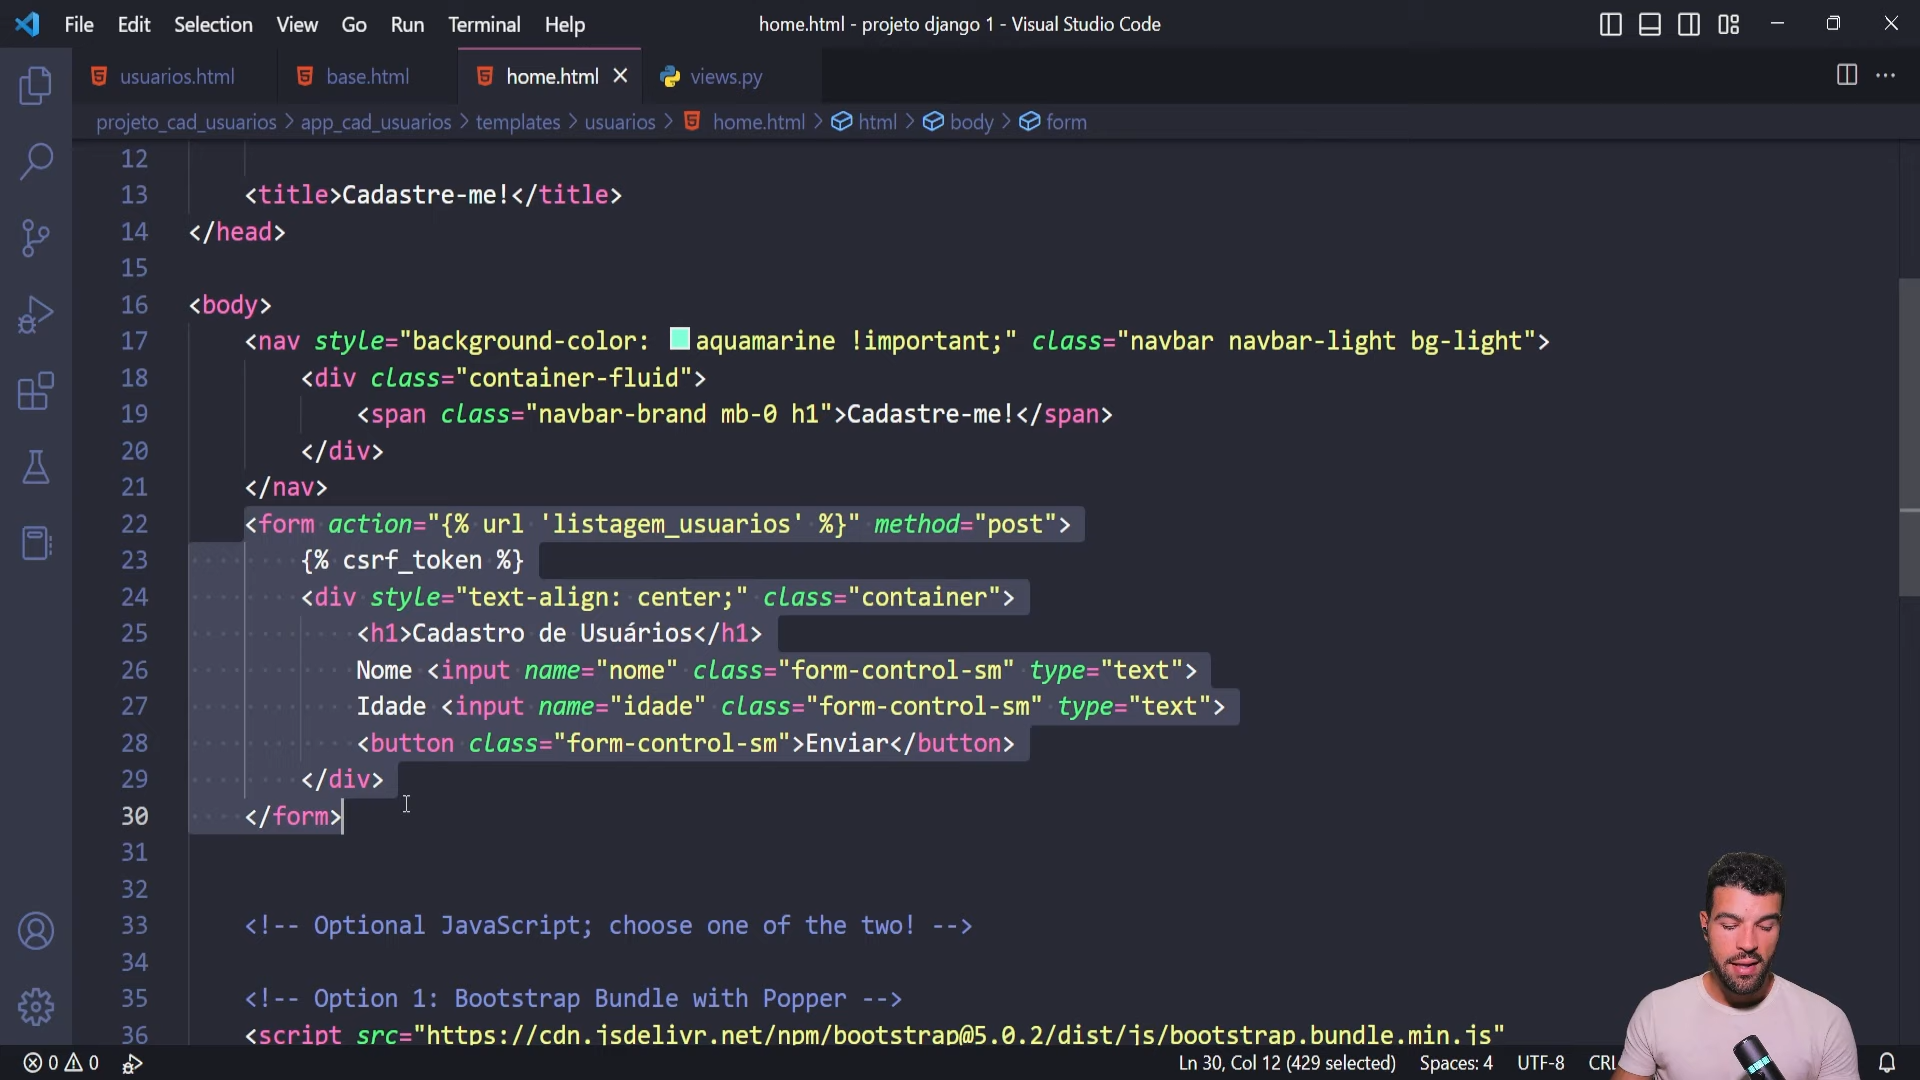 File Edit Selection View Go Run Terminal Help home.html - projeto django 1 - Visual Studio Code
usuarios.html base.html home.html views.py
projeto_cad_usuarios > app_cad_usuarios > templates > usuarios > home.html > html > body > form
12
13 <title>Cadastre-me!</title>
14 </head>
15
16 <body>
17 <nav style="background-color: aquamarine !important;" class="navbar navbar-light bg-light">
18 <div class="container-fluid">
19 <span class="navbar-brand mb-0 h1">Cadastre-me!</span>
20 </div>
21 </nav>
22 <form action="{% url 'listagem_usuarios' %}" method="post">
23 {% csrf_token %}
24 <div style="text-align: center;" class="container">
25 <h1>Cadastro de Usuários</h1>
26 Nome <input name="nome" class="form-control-sm" type="text">
27 Idade <input name="idade" class="form-control-sm" type="text">
28 <button class="form-control-sm">Enviar</button>
29 </div>
30 </form>
31
32
33 <!-- Optional JavaScript; choose one of the two! -->
34
35 <!-- Option 1: Bootstrap Bundle with Popper -->
36 <script src="https://cdn.jsdelivr.net/npm/bootstrap@5.0.2/dist/js/bootstrap.bundle.min.js"
0 0 Ln 30, Col 12 (429 selected) Spaces: 4 UTF-8 CRL